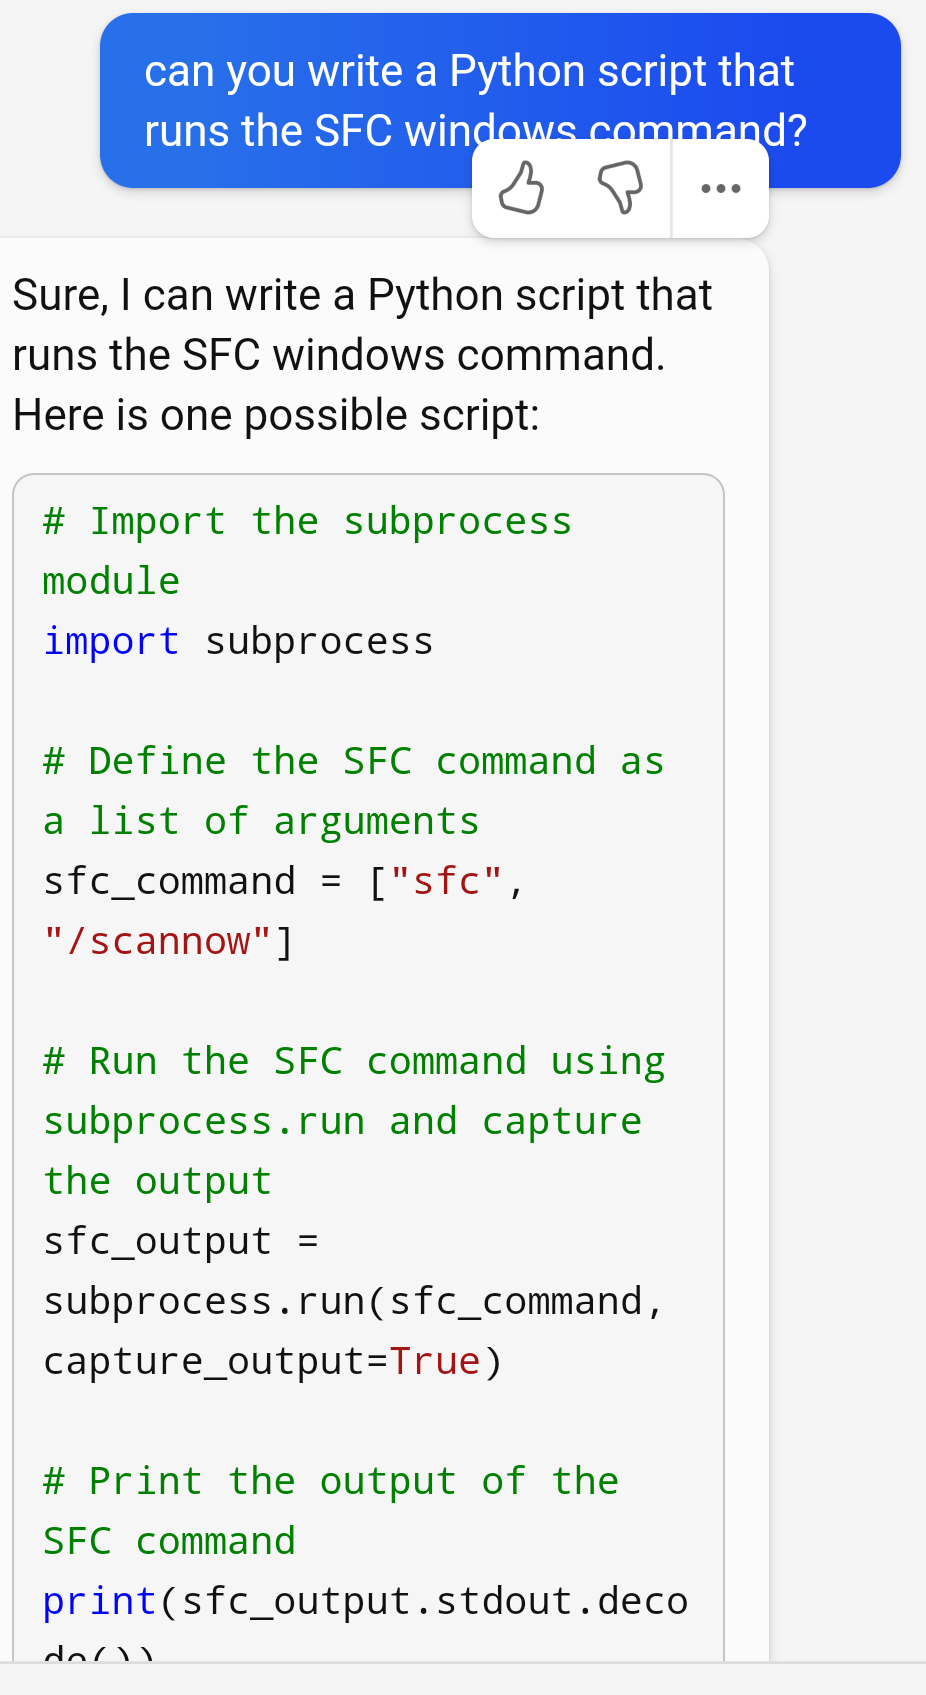 can you write a Python script that
runs the SFC windows command?
Sure, I can write a Python script that
runs the SFC windows command.
Here is one possible script:
# Import the subprocess
module
import subprocess
# Define the SFC command as
a list of arguments
sfc_command = ["sfc",
"/scannow"]
# Run the SFC command using
subprocess.run and capture
the output
sfc_output =
subprocess.run(sfc_command,
capture_output=True)
# Print the output of the
SFC command
print(sfc_output.stdout.deco
de())